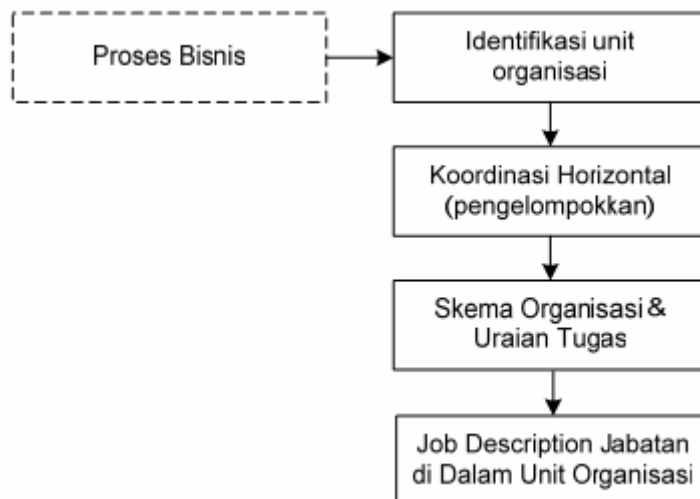 Proses Bisnis
Identifikasi unit
organisasi
Koordinasi Horizontal
(pengelompokkan)
Skema Organisasi &
Uraian Tugas
Job Description Jabatan
di Dalam Unit Organisasi